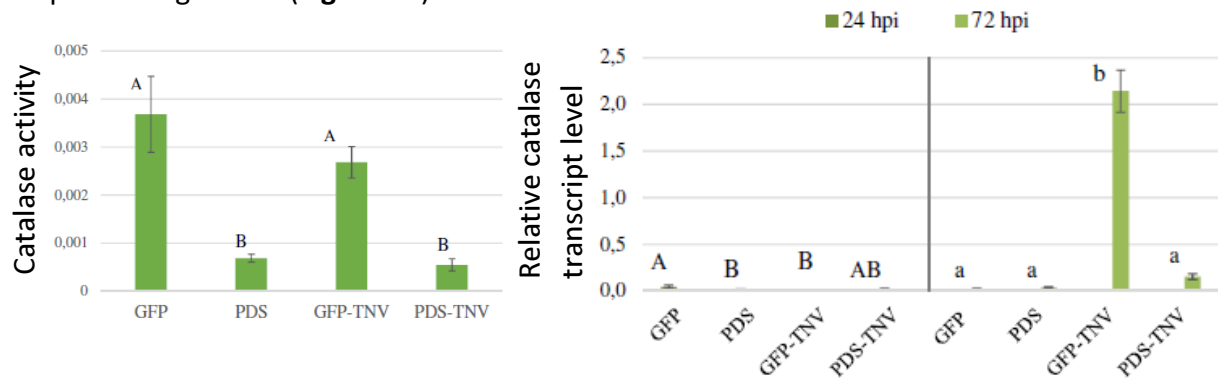 Catalase activity
0,005
0,004
0,003
0,002
0,001
0
A
B
A
B
GFP
PDS
GFP-TNV
PDS-TNV
24 hpi
72 hpi
Relative catalase
transcript level
2,5
2,0
1,5
1,0
0,5
0,0
A
B
B
AB
a
a
b
a
GFP
PDS
GFP-TNV
PDS-TNV
GFP
PDS
GFP-TNV
PDS-TNV